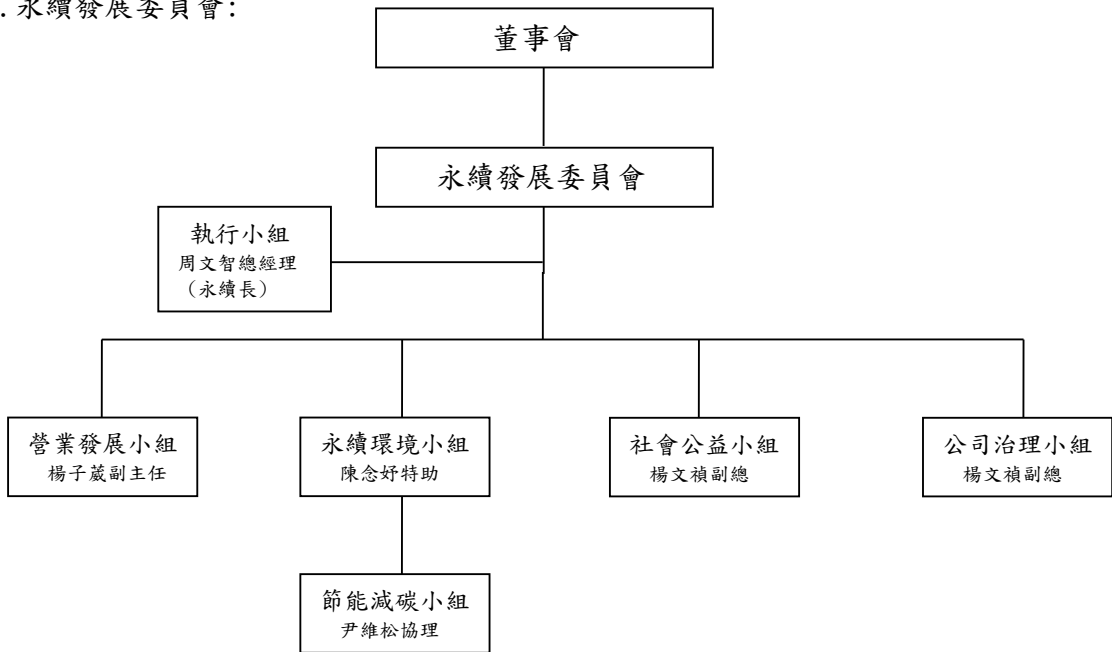 . 永續發展委員會:
董事會
永續發展委員會
執行小組
周文智總經理
(永續長)
營業發展小組
楊子葳副主任
永續環境小組
陳念妤特助
社會公益小組
楊文禎副總
公司治理小組
楊文禎副總
節能減碳小組
尹維松協理